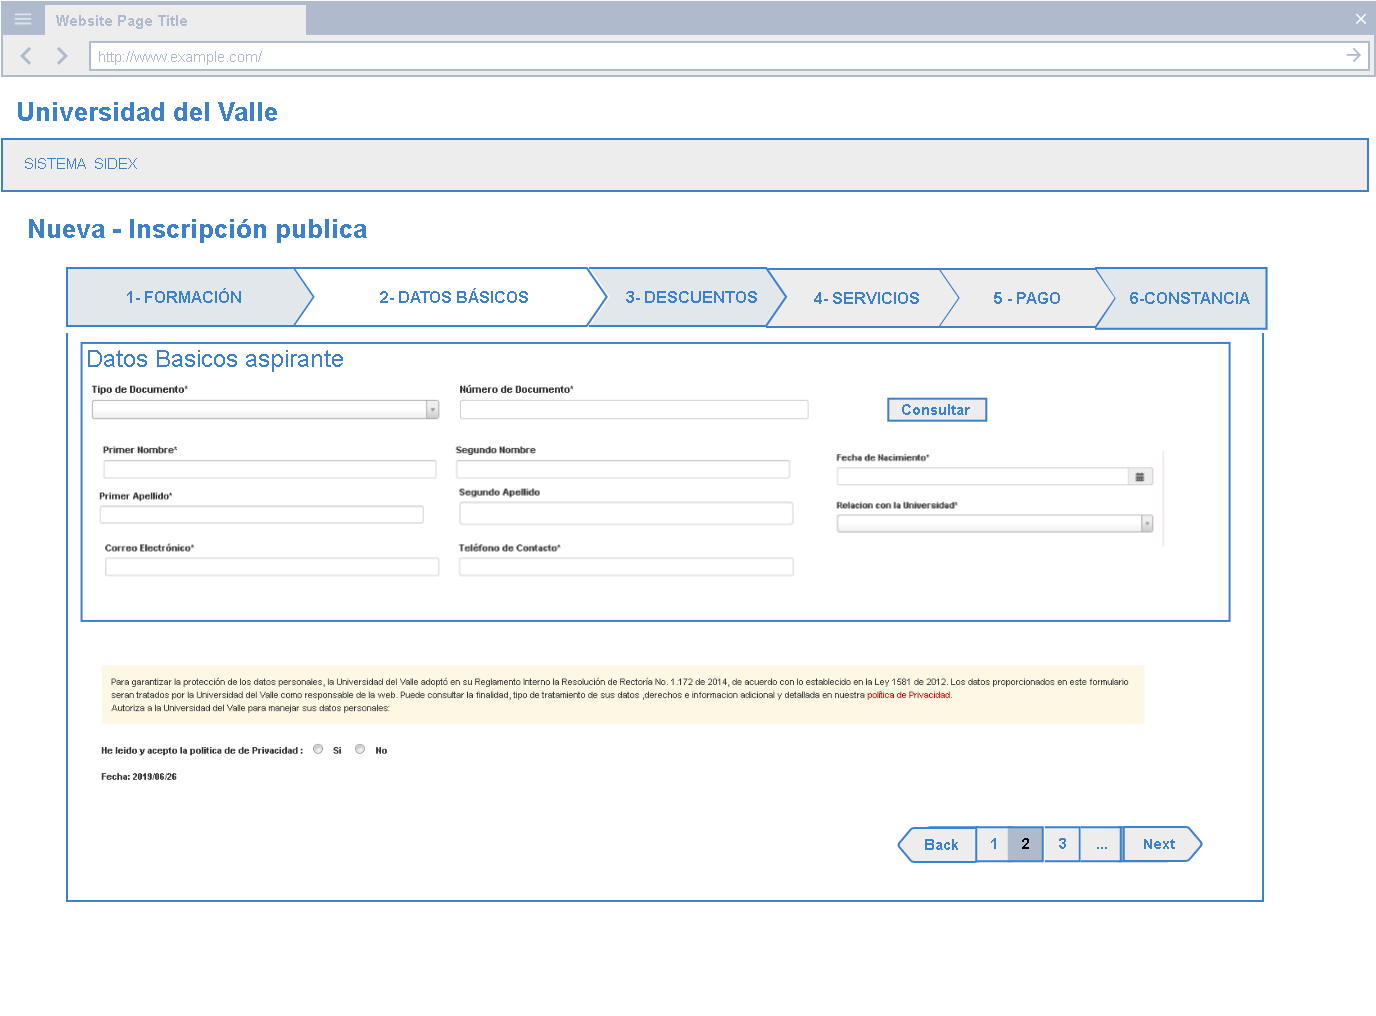 Website Page Title
http://www.example.com/
Universidad del Valle
SISTEMA SIDEX
Nueva - Inscripción publica
1- FORMACIÓN
2- DATOS BÁSICOS
3- DESCUENTOS
4- SERVICIOS
5 - PAGO
6-CONSTANCIA
Datos Basicos aspirante
Tipo de Documento*
Número de Documento*
Consultar
Primer Nombre*
Segundo Nombre
Fecha de Nacimiento*
Primer Apellido*
Segundo Apellido
Relacion con la Universidad*
Correo Electrónico*
Teléfono de Contacto*
Para garantizar la protección de los datos personales, la Universidad del Valle adoptó en su Reglamento Interno la Resolución de Rectoría No. 1.172 de 2014, de acuerdo con lo establecido en la Ley 1581 de 2012. Los datos proporcionados en este formulario
seran tratados por la Universidad del Valle como responsable de la web. Puede consultar la finalidad, tipo de tratamiento de sus datos ,derechos e informacion adicional y detallada en nuestra politica de Privacidad.
Autoriza a la Universidad del Valle para manejar sus datos personales:
He leido y acepto la politica de de Privacidad : Si No
Fecha: 2019/06/26
Back 1 2 3 ... Next